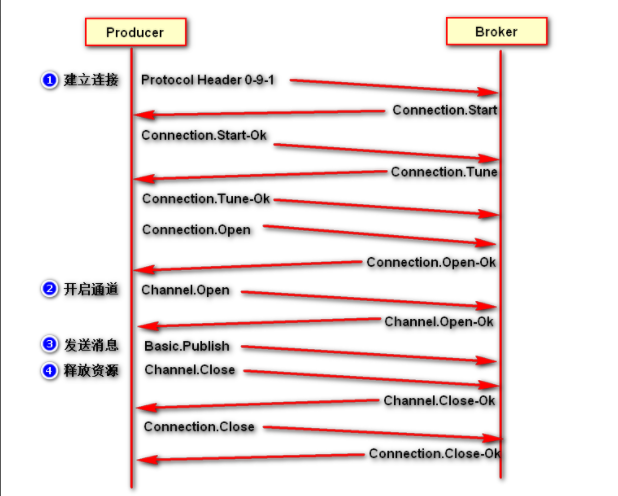 Producer
Broker
1 建立连接 Protocol Header 0-9-1
Connection.Start
Connection.Start-Ok
Connection.Tune
Connection.Tune-Ok
Connection.Open
Connection.Open-Ok
2 开启通道 Channel.Open
Channel.Open-Ok
3 发送消息 Basic.Publish
4 释放资源 Channel.Close
Channel.Close-Ok
Connection.Close
Connection.Close-Ok